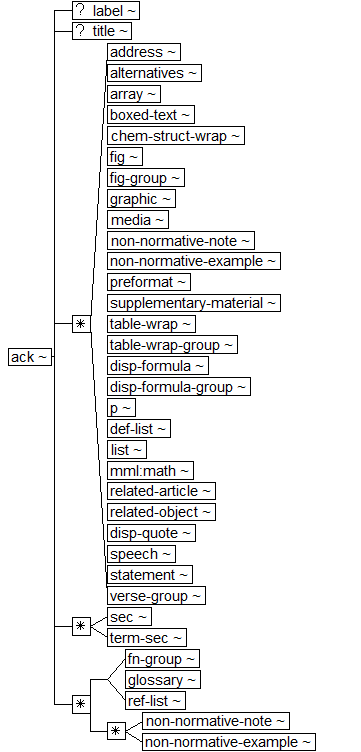 ? label ~
? title ~
address ~
alternatives ~
array ~
boxed-text ~
chem-struct-wrap ~
fig ~
fig-group ~
graphic ~
media ~
non-normative-note ~
non-normative-example ~
preformat ~
supplementary-material ~
* table-wrap ~
table-wrap-group ~
ack ~
disp-formula ~
disp-formula-group ~
p ~
def-list ~
list ~
mml:math ~
related-article ~
related-object ~
disp-quote ~
speech ~
statement ~
verse-group ~
* sec ~
term-sec ~
fn-group ~
glossary ~
* ref-list ~
* non-normative-note ~
non-normative-example ~